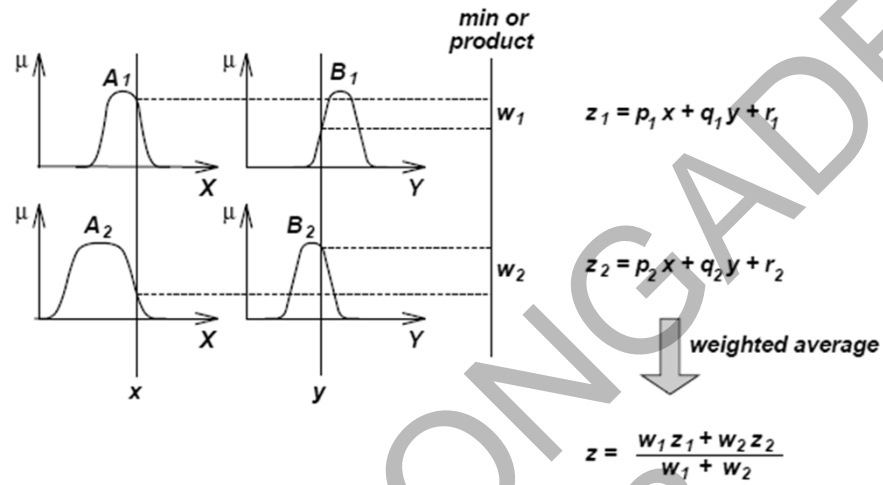 min or
product
μ A1 μ B1
w1 z1 = p1 x + q1 y + r1
X Y
μ A2 μ B2
w2 z2 = p2 x + q2 y + r2
X Y
weighted average
x y
z = w1 z1 + w2 z2
w1 + w2
ONGADE